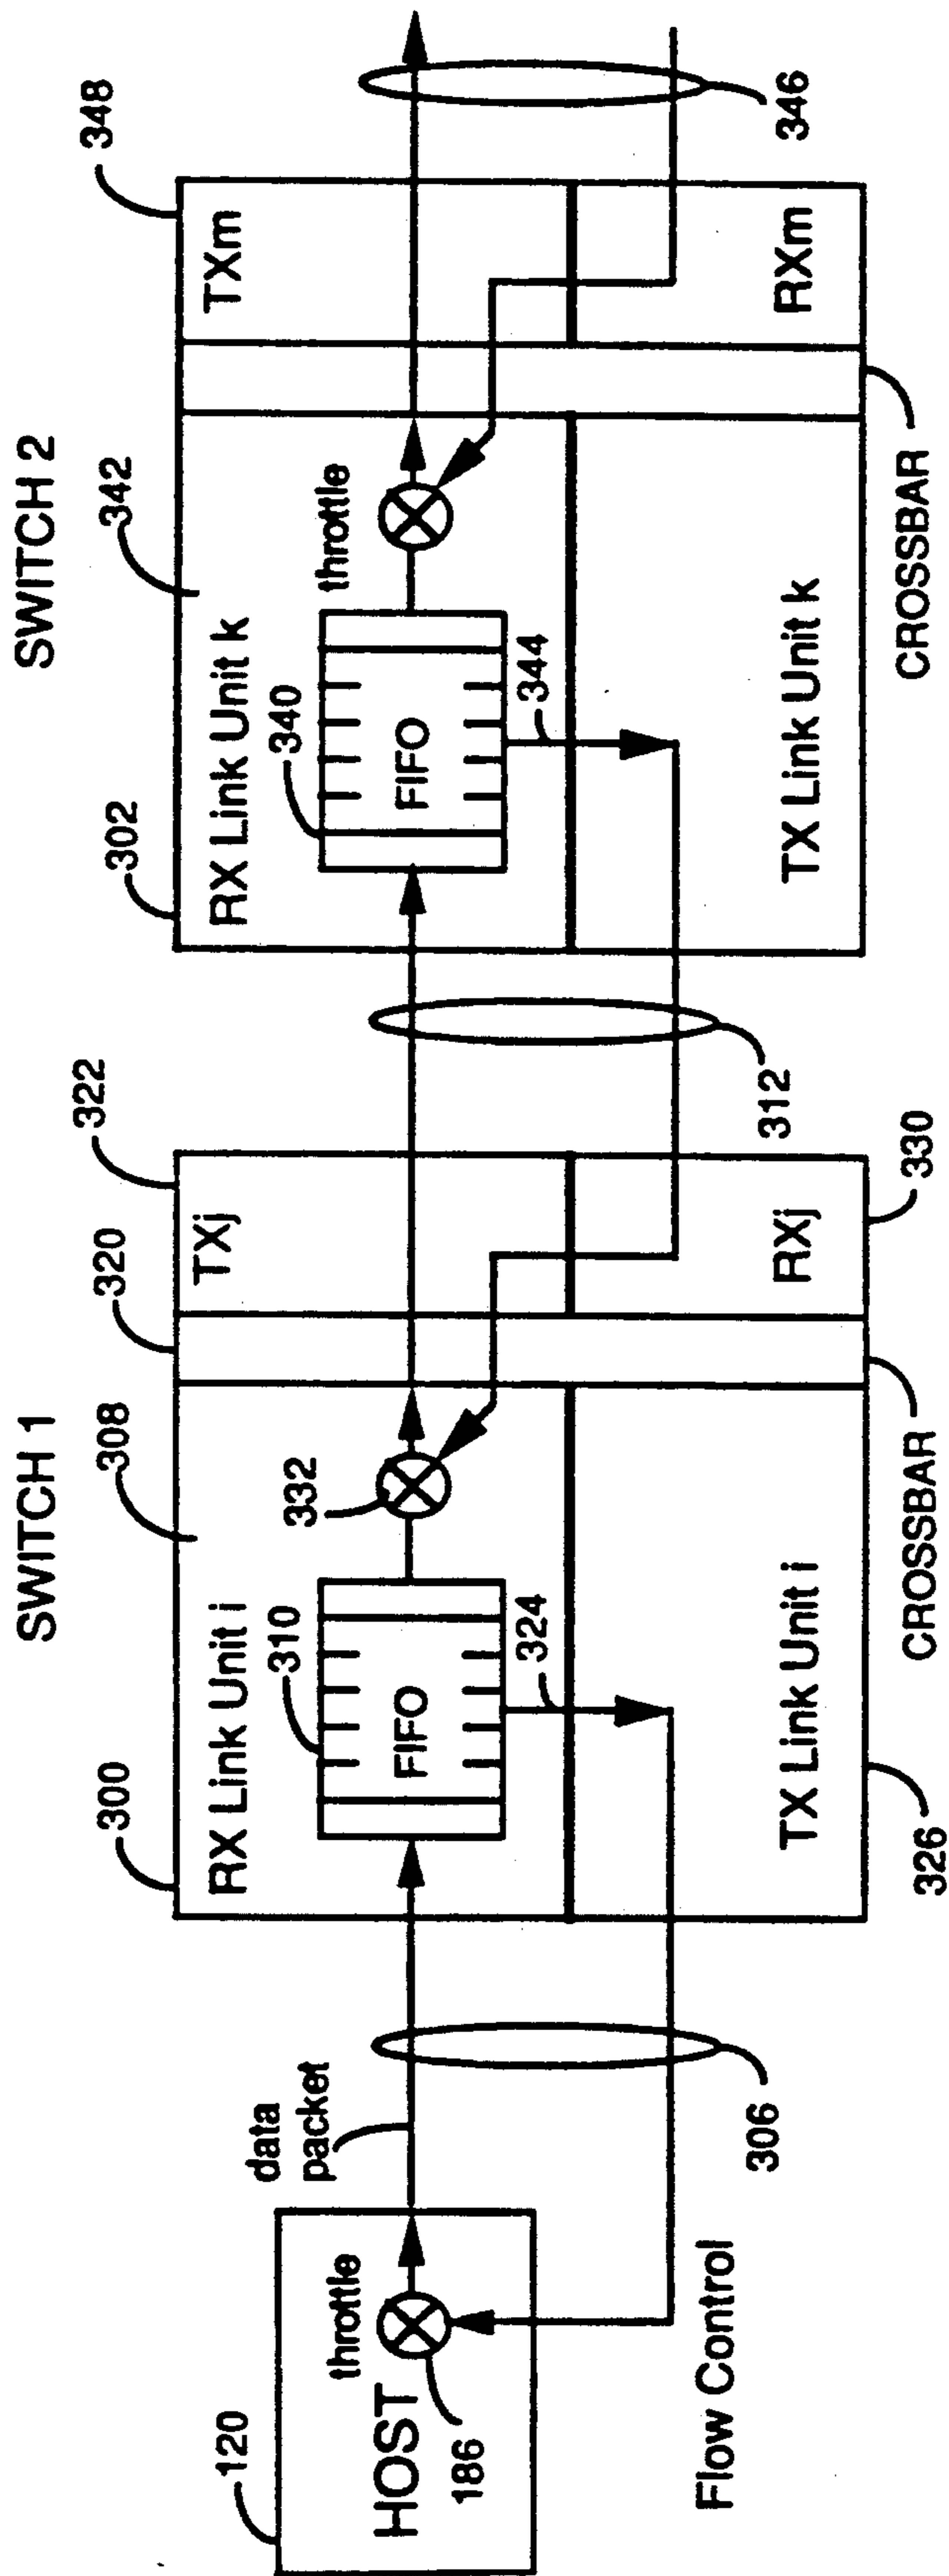 SWITCH 1
SWITCH 2
300
308
320
322
302
342
348
RX Link Unit i
TXj
RX Link Unit k
TXm
120
throttle
HOST
186
data
packet
310
FIFO
332
324
340
FIFO
throttle
344
Flow Control
306
312
346
TX Link Unit i
RXj
330
TX Link Unit k
RXm
326
CROSSBAR
CROSSBAR